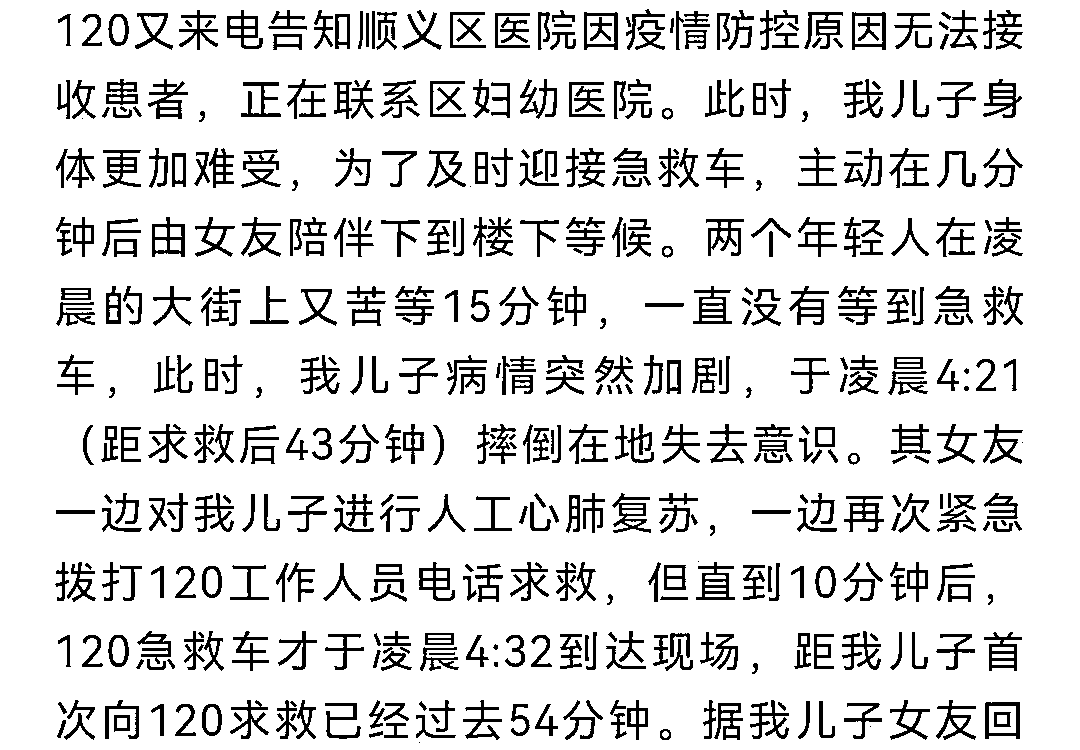 120又来电告知顺义区医院因疫情防控原因无法接
收患者，正在联系区妇幼医院。此时，我儿子身
体更加难受，为了及时迎接急救车，主动在几分
钟后由女友陪伴下到楼下等候。两个年轻人在凌
晨的大街上又苦等15分钟，一直没有等到急救
车，此时，我儿子病情突然加剧，于凌晨4:21
（距求救后43分钟）摔倒在地失去意识。其女友
一边对我儿子进行人工心肺复苏，一边再次紧急
拨打120工作人员电话求救，但直到10分钟后，
120急救车才于凌晨4:32到达现场，距我儿子首
次向120求救已经过去54分钟。据我儿子女友回